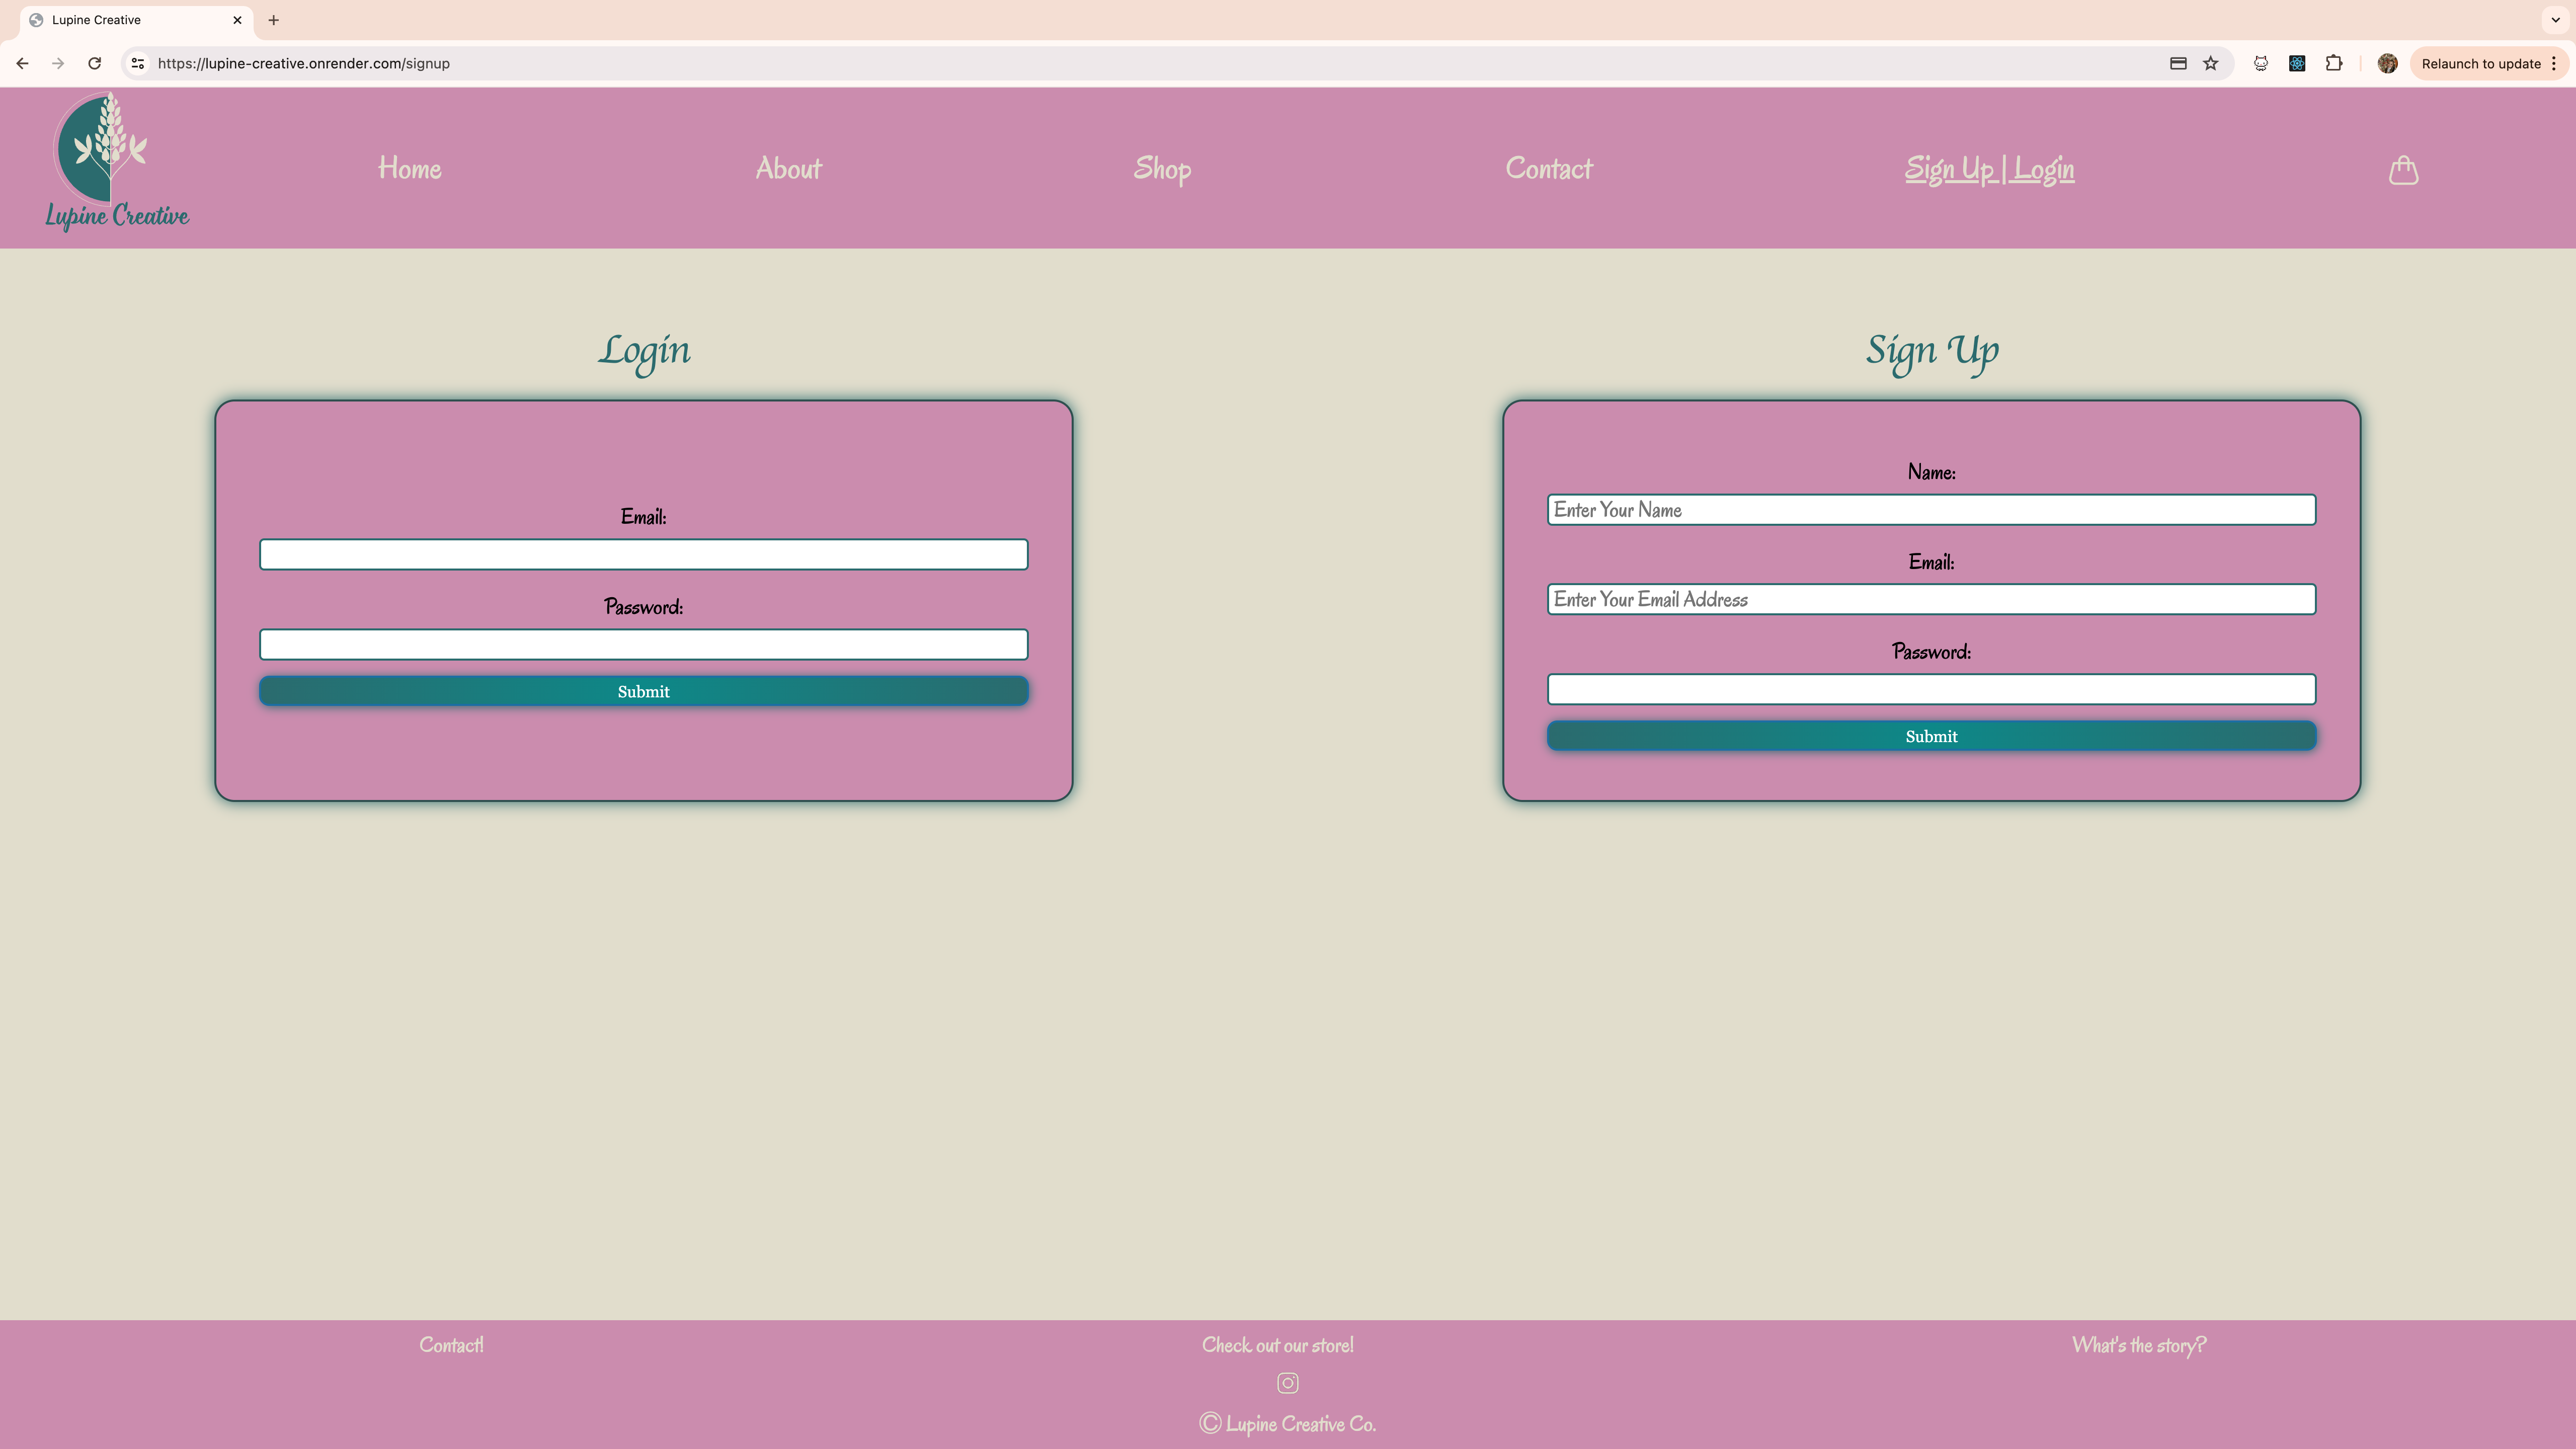 Lupine Creative
https://lupine-creative.onrender.com/signup
Relaunch to update
Lupine Creative
Home
About
Shop
Contact
Sign Up | Login
Login
Email:
Password:
Submit
Sign Up
Name:
Enter Your Name
Email:
Enter Your Email Address
Password:
Submit
Contact!
Check out our store!
What's the story?
© Lupine Creative Co.